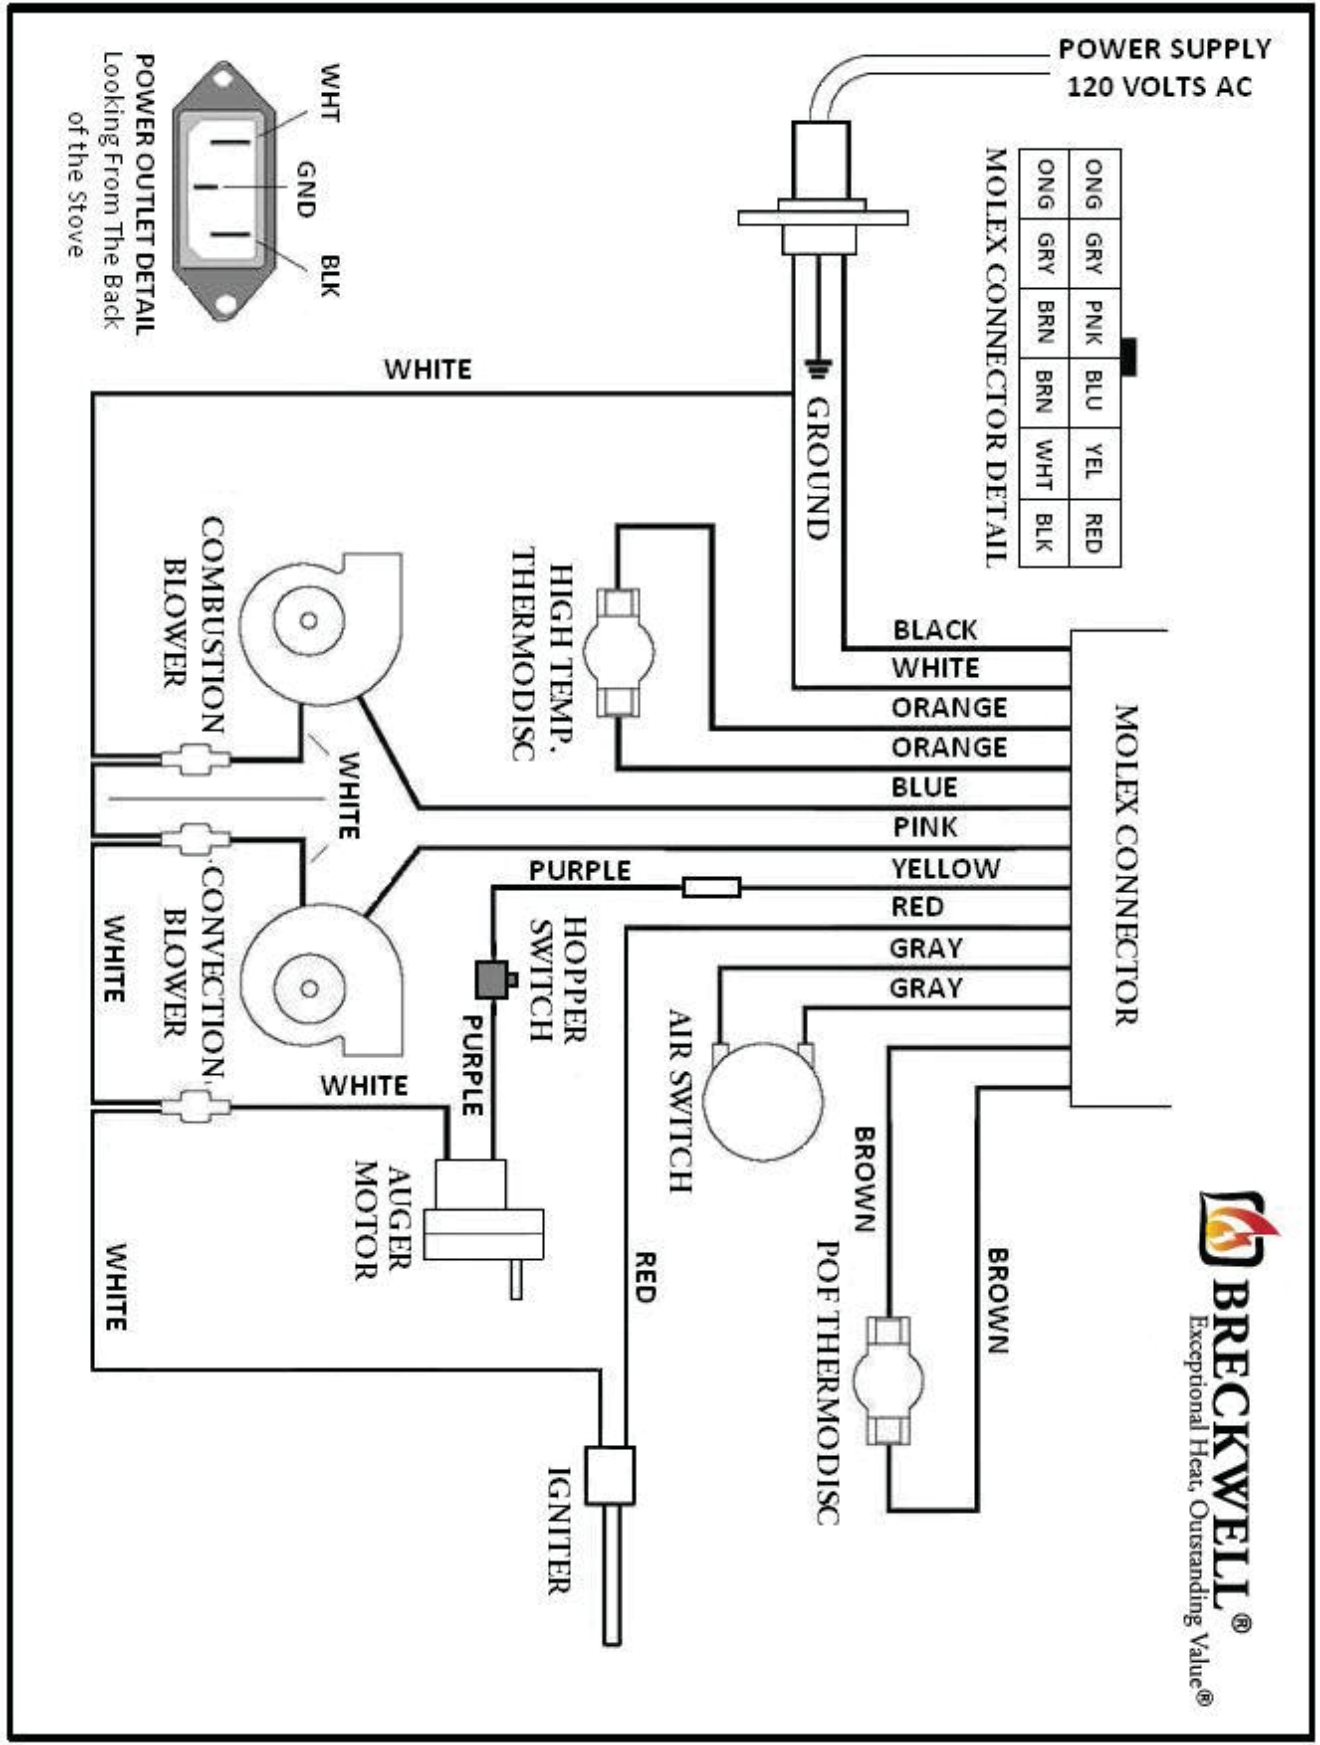 POWER SUPPLY
120 VOLTS AC
ONG GRY PNK BLU YEL RED
ONG GRY BRN BRN WHT BLK
MOLEX CONNECTOR DETAIL
WHT
GND
BLK
POWER OUTLET DETAIL
Looking From The Back
of the Stove
WHITE
GROUND
HIGH TEMP.
THERMODISC
COMBUSTION
BLOWER
BLACK
WHITE
ORANGE
ORANGE
BLUE
PINK
YELLOW
RED
GRAY
GRAY
MOLEX CONNECTOR
WHITE
PURPLE
HOPPER
SWITCH
PURPLE
CONVECTION
BLOWER
WHITE
WHITE
AUGER
MOTOR
AIR SWITCH
BROWN
BROWN
POF THERMODISC
RED
WHITE
IGNITER
BRECKWELL®
Exceptional Heat, Outstanding Value®